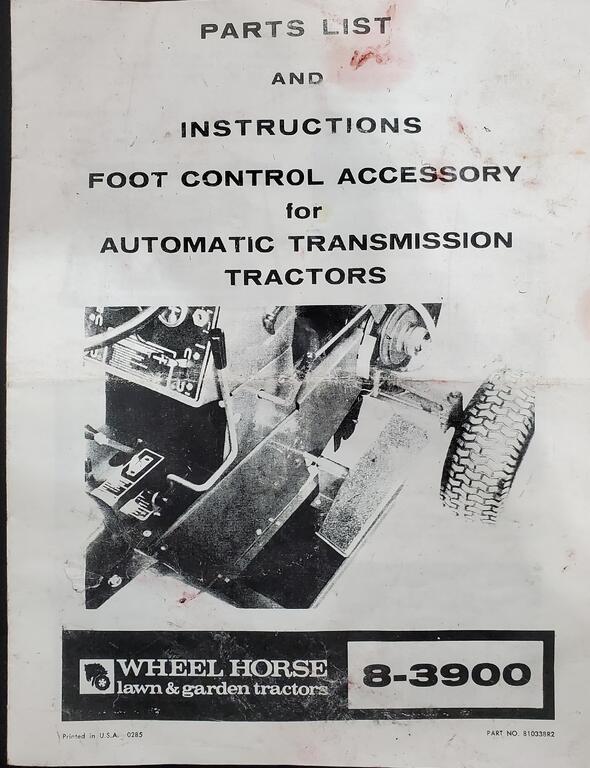 PARTS LIST
AND
INSTRUCTIONS
FOOT CONTROL ACCESSORY
for
AUTOMATIC TRANSMISSION
TRACTORS
WHEEL HORSE
lawn & garden tractors
8-3900
Printed in U.S.A. 0285
PART NO. 810338R2